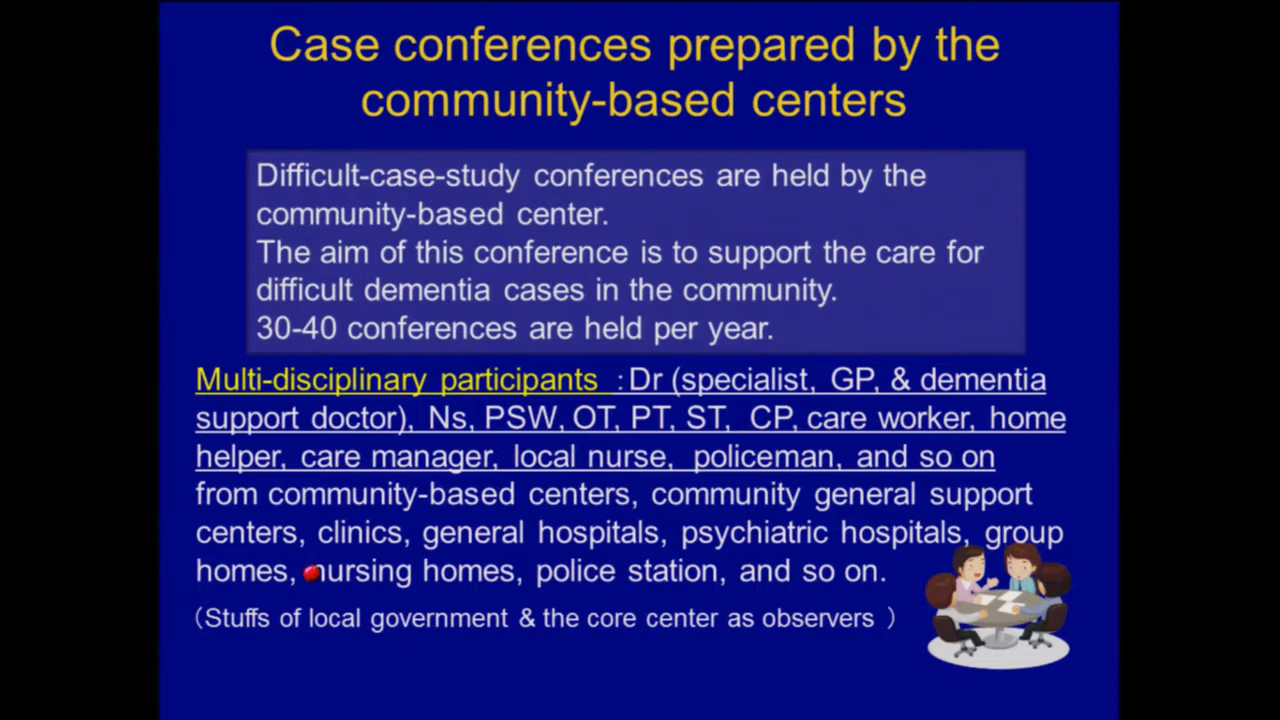 Case conferences prepared by the
community-based centers
Difficult-case-study conferences are held by the
community-based center.
The aim of this conference is to support the care for
difficult dementia cases in the community.
30-40 conferences are held per year.
Multi-disciplinary participants : Dr (specialist, GP, & dementia
support doctor), Ns, PSW, OT, PT, ST, CP, care worker, home
helper, care manager, local nurse, policeman, and so on
from community-based centers, community general support
centers, clinics, general hospitals, psychiatric hospitals, group
homes, nursing homes, police station, and so on.
(Stuffs of local government & the core center as observers )